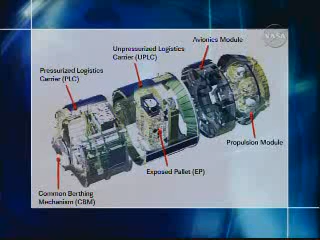 NASA
Avionics Module
Unpressurized Logistics
Carrier (UPLC)
Pressurized Logistics
Carrier (PLC)
Propulsion Module
Exposed Pallet (EP)
Common Berthing
Mechanism (CBM)